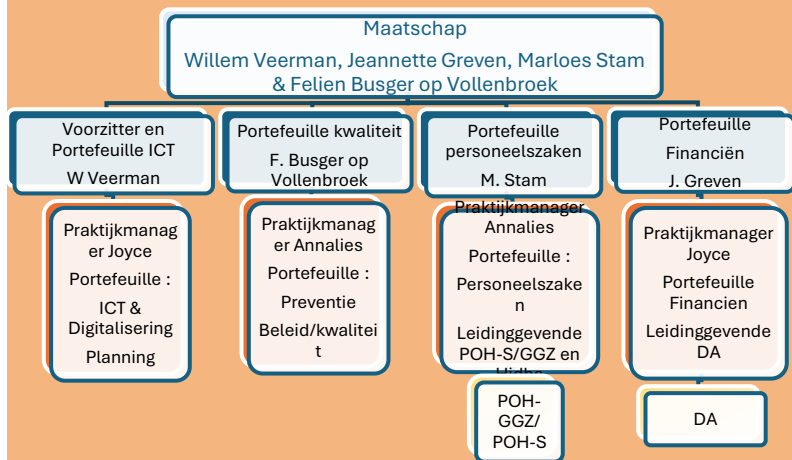 Maatschap
Willem Veerman, Jeannette Greven, Marloes Stam
& Felien Busger op Vollenbroek
Voorzitter en
Portefeuille ICT
W Veerman
Portefeuille kwaliteit
F. Busger op
Vollenbroek
Portefeuille
personeelszaken
M. Stam
Portefeuille
Financiën
J. Greven
Praktijkmanag
er Joyce
Portefeuille :
ICT &
Digitalisering
Planning
Praktijkmanag
er Annalies
Portefeuille :
Preventie
Beleid/kwalitei
t
Praktijkmanager
Annalies
Portefeuille :
Personeelszake
n
Leidinggevende
POH-S/GGZ en
Praktijkmanager
Joyce
Portefeuille
Financien
Leidinggevende
DA
POH-
GGZ/
POH-S
DA